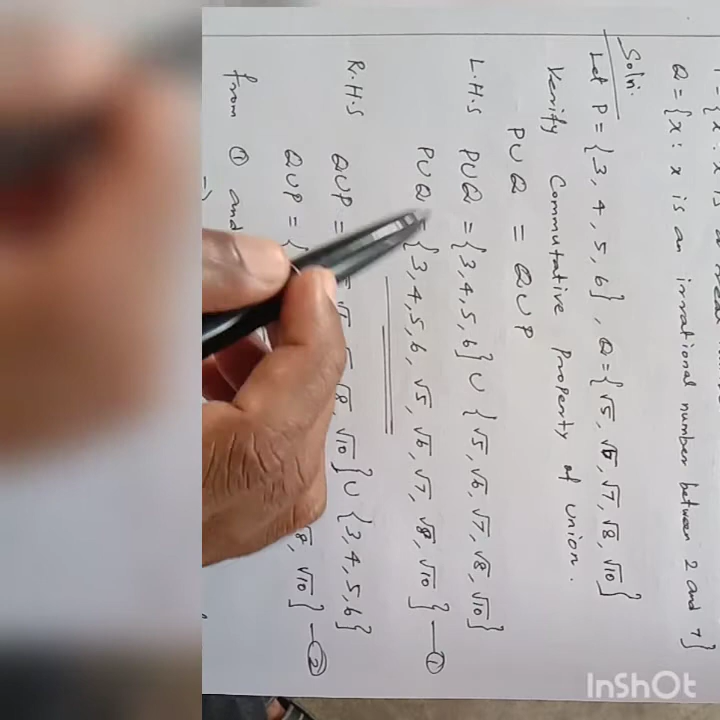 Q = {x : x is an irrational number between 2 and 7}
Soln:
Let P = {3, 4, 5, 6}, Q = {√5, √6, √7, √8, √10}
Verify Commutative Property of Union.
P∪Q = Q∪P
L.H.S P∪Q = {3, 4, 5, 6} ∪ {√5, √6, √7, √8, √10}
P∪Q = {3, 4, 5, 6, √5, √6, √7, √8, √10} — ①
R.H.S Q∪P = √8, √10} ∪ {3, 4, 5, 6}
Q∪P = { √8, √10} — ②
from ① and
⇒
InShOt